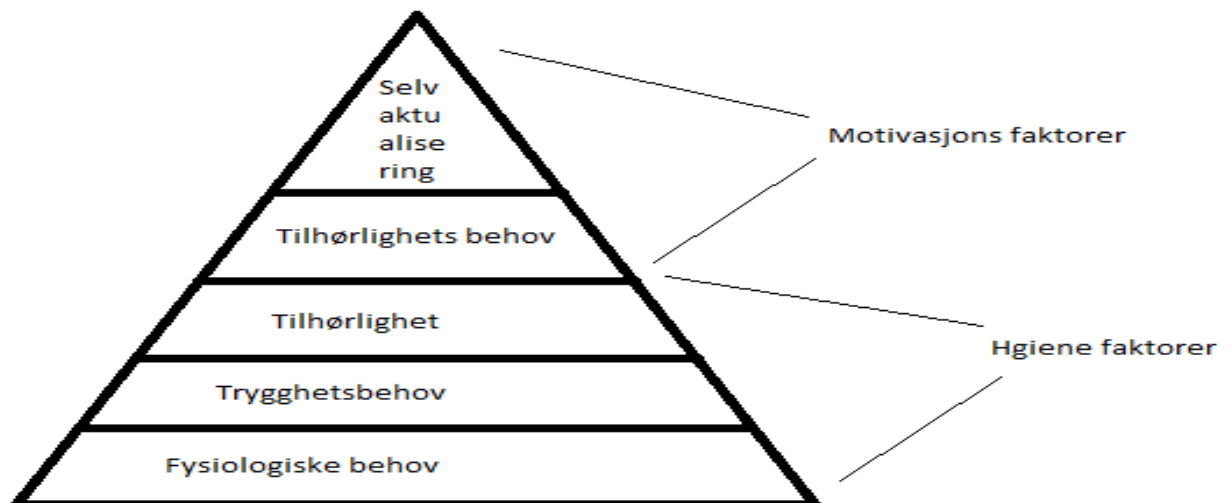 Selv
aktu
alise
ring
Motivasjons faktorer
Tilhørlighets behov
Tilhørlighet
Hgiene faktorer
Trygghetsbehov
Fysiologiske behov